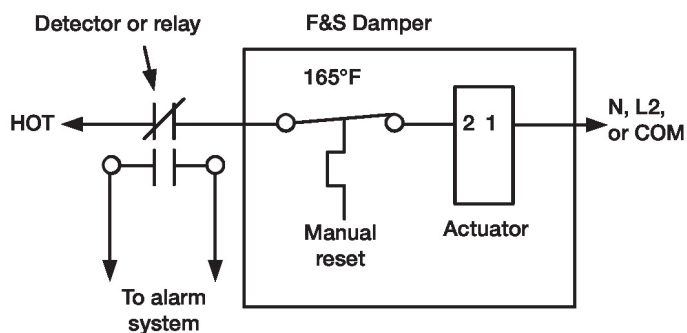 Detector or relay
F&S Damper
165°F
HOT
2 1
N, L2,
or COM
Manual
reset
Actuator
To alarm
system